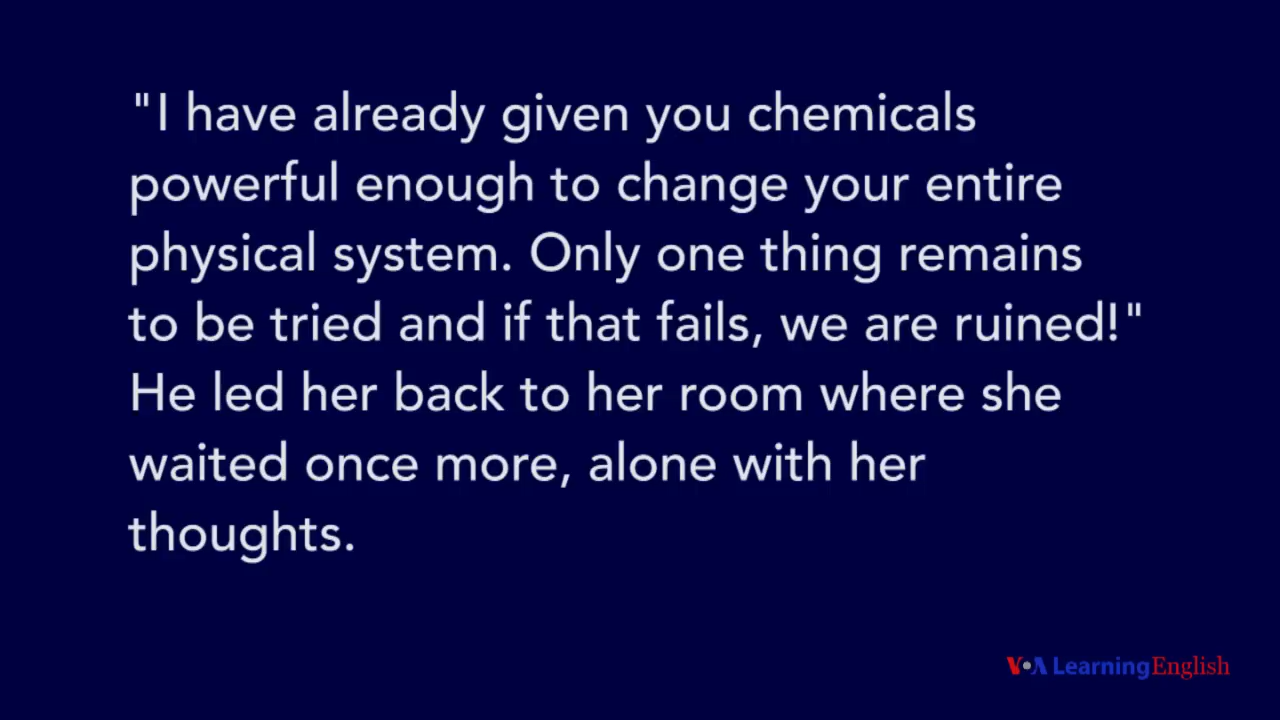 "I have already given you chemicals
powerful enough to change your entire
physical system. Only one thing remains
to be tried and if that fails, we are ruined!"
He led her back to her room where she
waited once more, alone with her
thoughts.
VOA Learning English